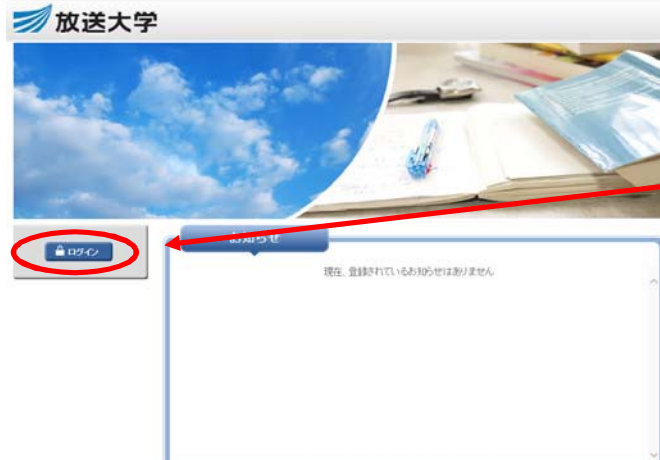 放送大学
ログイン
お知らせ
現在、登録されているお知らせはありません